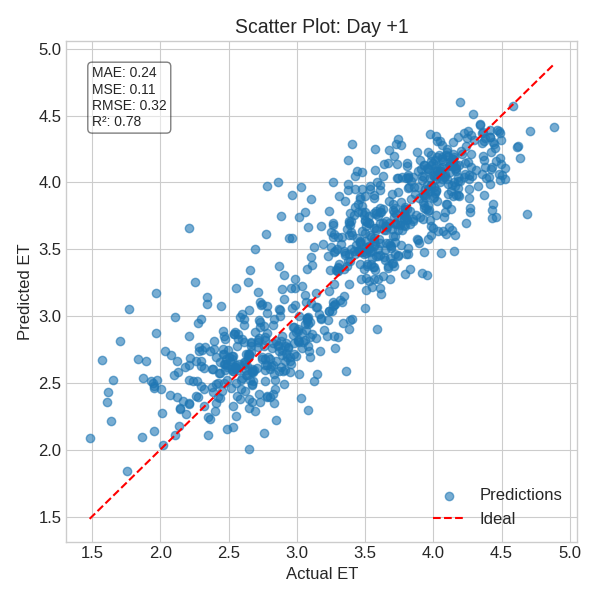 Scatter Plot: Day +1
MAE: 0.24
MSE: 0.11
RMSE: 0.32
R²: 0.78
5.0
4.5
4.0
3.5
3.0
2.5
2.0
1.5
Predicted ET
Predictions
Ideal
1.5 2.0 2.5 3.0 3.5 4.0 4.5 5.0
Actual ET